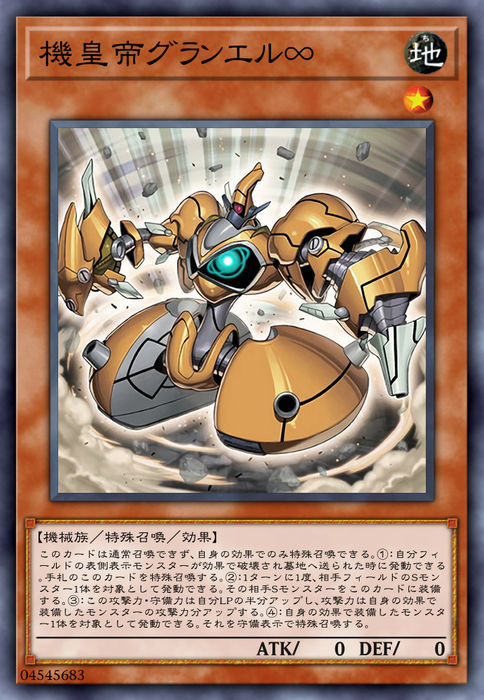 機皇帝グランエル∞
ち
地
【機械族／特殊召喚／効果】
このカードは通常召喚できず、自身の効果でのみ特殊召喚できる。①:自分フィ
ールドの表側表示モンスターが効果で破壊され墓地へ送られた時に発動できる。
手札のこのカードを特殊召喚する。②:1ターンに1度、相手フィールドのSモン
スター1体を対象として発動できる。その相手Sモンスターをこのカードに装備
する。③:この攻撃力・守備力は自分LPの半分アップし、攻撃力は自身の効果で
装備したモンスターの攻撃力分アップする。④:自身の効果で装備したモンスタ
ー1体を対象として発動できる。それを守備表示で特殊召喚する。
ATK/ 0 DEF/ 0
04545683